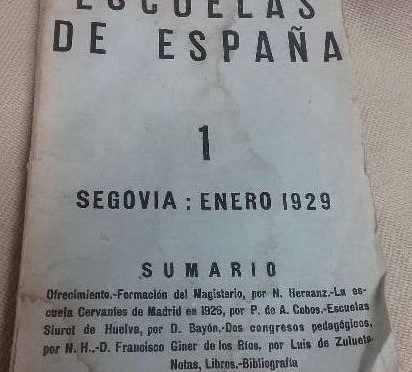 ESCUELAS
DE ESPAÑA
1
SEGOVIA : ENERO 1929
SUMARIO
Ofrecimiento.-Formación del Magisterio, por N. Hernanz.-La es-
cuela Cervantes de Madrid en 1926, por P. de A. Cobos.-Escuelas
Siurot de Huelva, por D. Bayón.-Dos congresos pedagógicos,
por N. H..-D. Francisco Giner de los Ríos, por Luis de Zulueta-
Notas, Libros.-Bibliografía